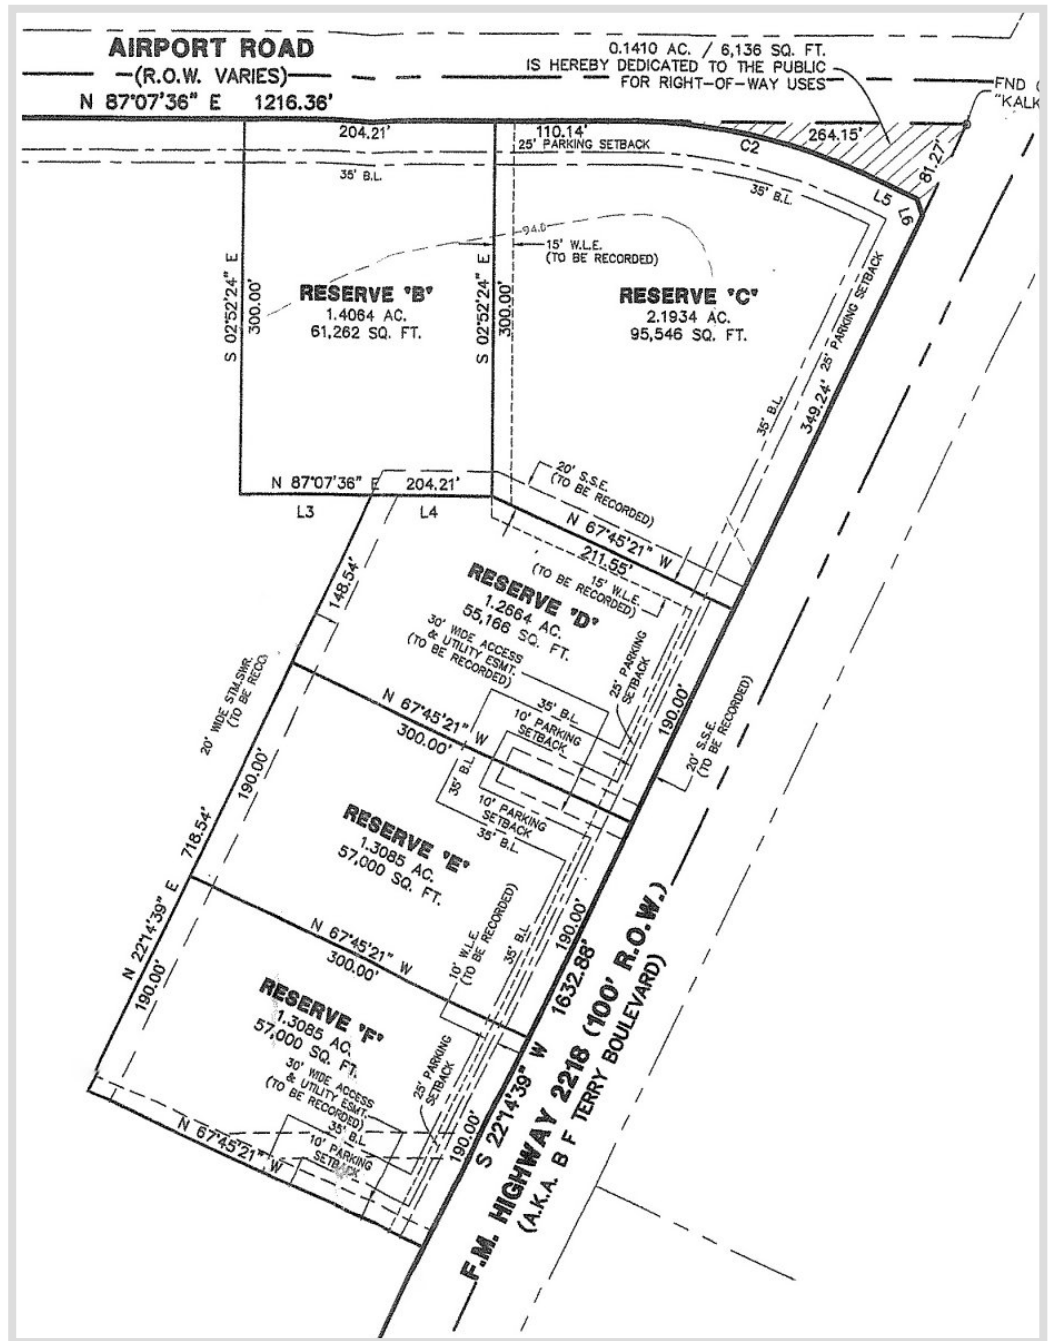 AIRPORT ROAD
(R.O.W. VARIES)
N 87°07'36" E 1216.36'
0.1410 AC. / 6,136 SQ. FT.
IS HEREBY DEDICATED TO THE PUBLIC
FOR RIGHT-OF-WAY USES
FND
"KALK
204.21'
110.14'
264.15'
25' PARKING SETBACK
C2
81.27'
35' B.L.
35' B.L.
L5
L6
94.0
15' W.L.E.
(TO BE RECORDED)
S 02°52'24" E
300.00'
RESERVE "B"
1.4064 AC.
61,262 SQ. FT.
S 02°52'24" E
300.00'
RESERVE "C"
2.1934 AC.
95,546 SQ. FT.
25' PARKING SETBACK
35' B.L.
349.24'
N 87°07'36" E 204.21'
L3
L4
20' S.S.E.
(TO BE RECORDED)
N 67°45'21" W
211.55'
15' W.L.E.
(TO BE RECORDED)
148.54'
RESERVE "D"
1.2664 AC.
55,166 SQ. FT.
30' WIDE ACCESS
& UTILITY ESMT.
(TO BE RECORDED)
25' PARKING
SETBACK
20' WIDE STM.SWR.
(TO BE RECO
N 67°45'21" W
300.00'
35' B.L.
10' PARKING
SETBACK
190.00'
20' S.S.E.
(TO BE RECORDED)
35' B.L.
10' PARKING
SETBACK
35' B.L.
190.00'
718.54'
RESERVE "E"
1.3085 AC.
57,000 SQ. FT.
N 22°14'39" E
N 67°45'21" W
300.00'
10' W.L.E.
(TO BE RECORDED)
35' B.L.
190.00'
1632.88'
190.00'
RESERVE "F"
1.3085 AC.
57,000 SQ. FT.
30' WIDE ACCESS
& UTILITY ESMT.
(TO BE RECORDED)
35' B.L.
10' PARKING
SETBACK
25' PARKING
SETBACK
N 67°45'21" W
190.00'
S 22°14'39" W
F.M. HIGHWAY 2218 (100' R.O.W.)
(A.K.A. B F TERRY BOULEVARD)